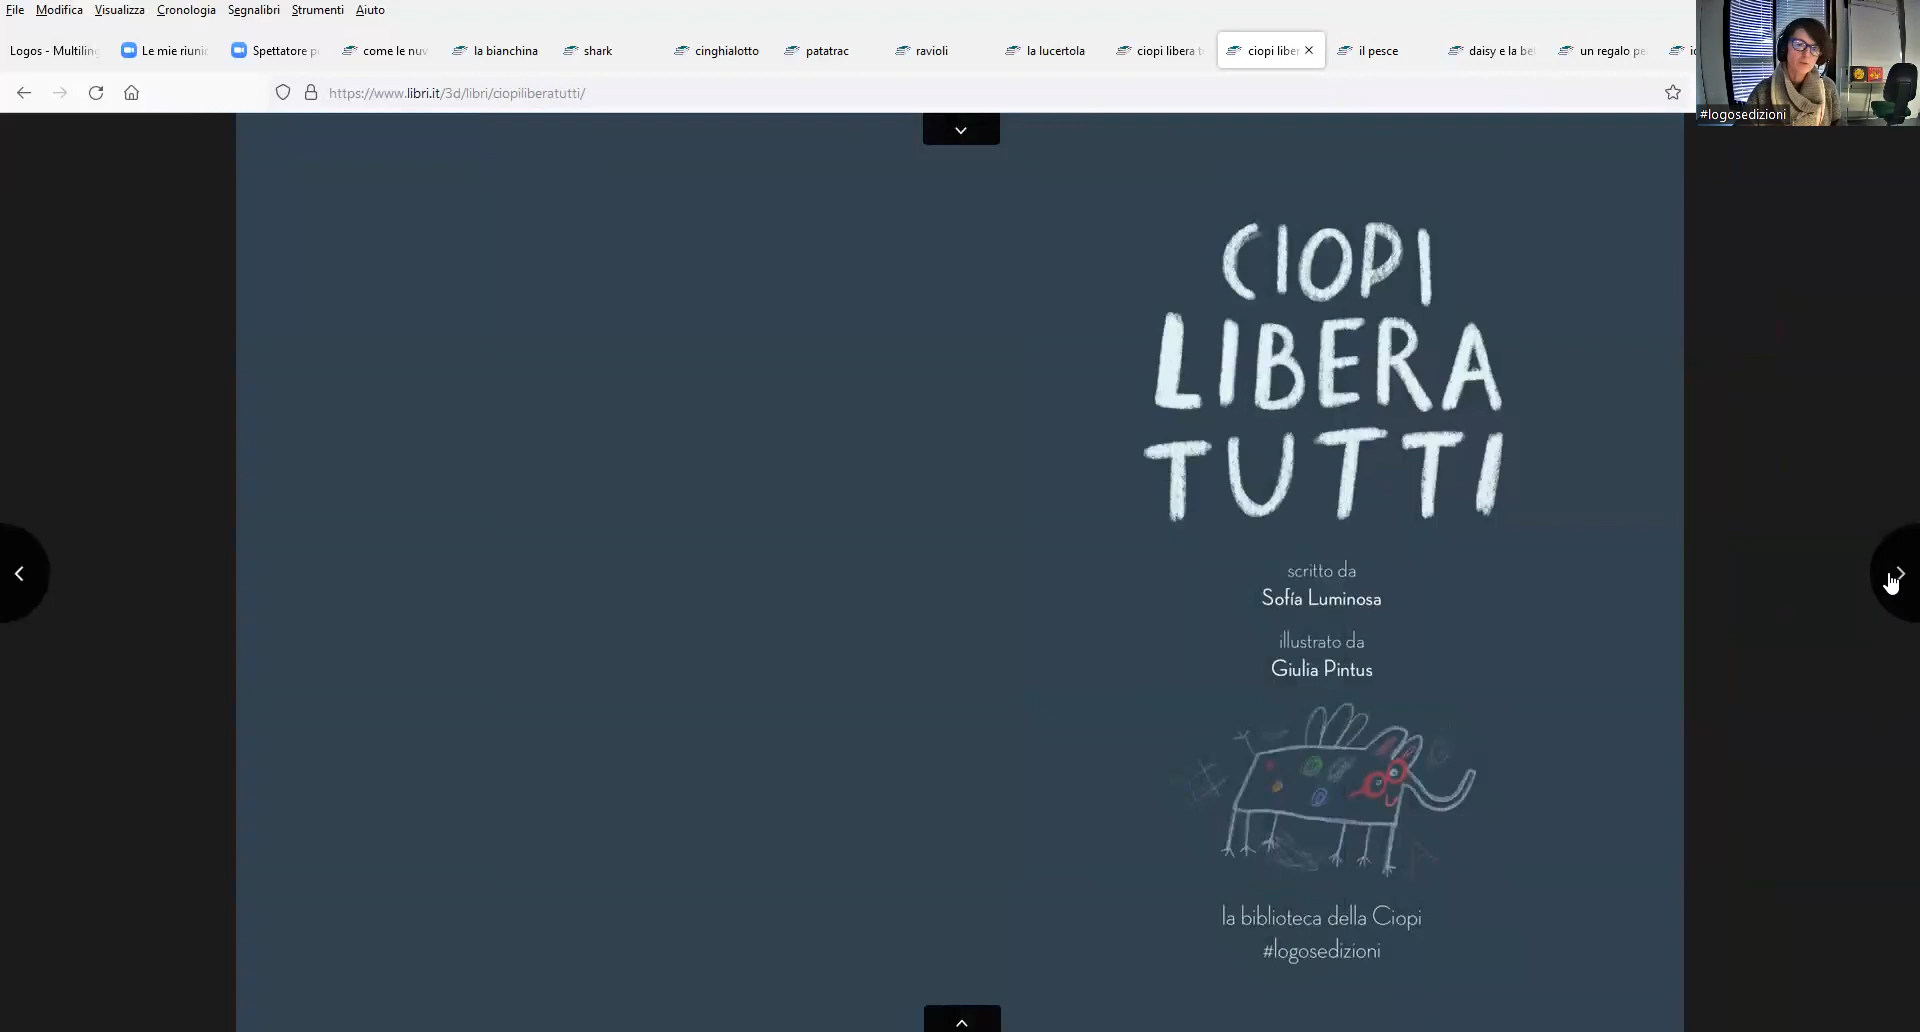 File Modifica Visualizza Cronologia Segnalibri Strumenti Aiuto
Logos - Multiling Le mie riunio Spettatore p come le nuv la bianchina shark cinghialotto patatrac ravioli la lucertola ciopi libera t ciopi liber il pesce daisy e la be un regalo pe
https://www.libri.it/3d/libri/ciopiliberatutti/
#logosedizioni
CIOPI
LIBERA
TUTTI
scritto da
Sofía Luminosa
illustrato da
Giulia Pintus
la biblioteca della Ciopi
#logosedizioni